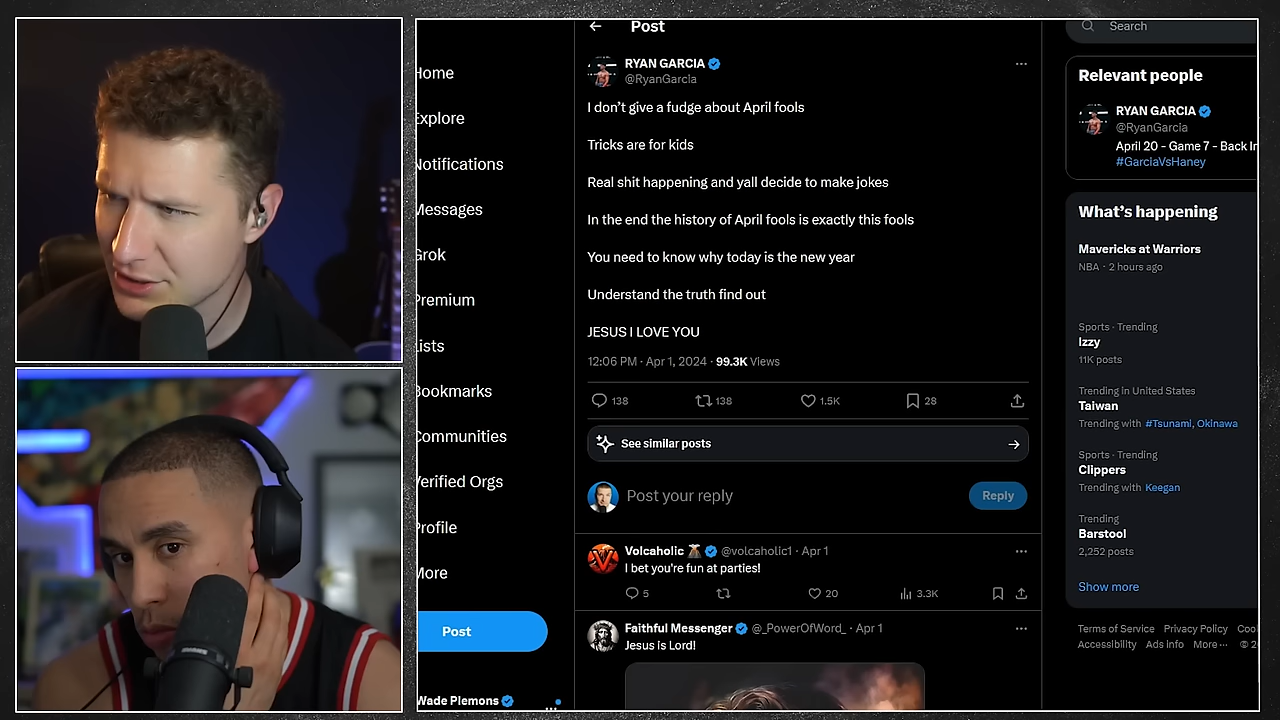 Post
Search
Home
Explore
Notifications
Messages
Grok
Premium
Lists
Bookmarks
Communities
Verified Orgs
Profile
More
Post
Wade Plemons
RYAN GARCIA
@RyanGarcia
I don’t give a fudge about April fools
Tricks are for kids
Real shit happening and yall decide to make jokes
In the end the history of April fools is exactly this fools
You need to know why today is the new year
Understand the truth find out
JESUS I LOVE YOU
12:06 PM · Apr 1, 2024 · 99.3K Views
138 138 1.5K 28
See similar posts
Post your reply
Reply
Volcaholic @volcaholic1 · Apr 1
I bet you're fun at parties!
5 20 3.3K
Faithful Messenger @_PowerOfWord_ · Apr 1
Jesus is Lord!
Relevant people
RYAN GARCIA
@RyanGarcia
April 20 - Game 7 - Back In
#GarciaVsHaney
What’s happening
Mavericks at Warriors
NBA · 2 hours ago
Sports · Trending
Izzy
11K posts
Trending in United States
Taiwan
Trending with #Tsunami, Okinawa
Sports · Trending
Clippers
Trending with Keegan
Trending
Barstool
2,252 posts
Show more
Terms of Service Privacy Policy Coo
Accessibility Ads info More ··· © 2